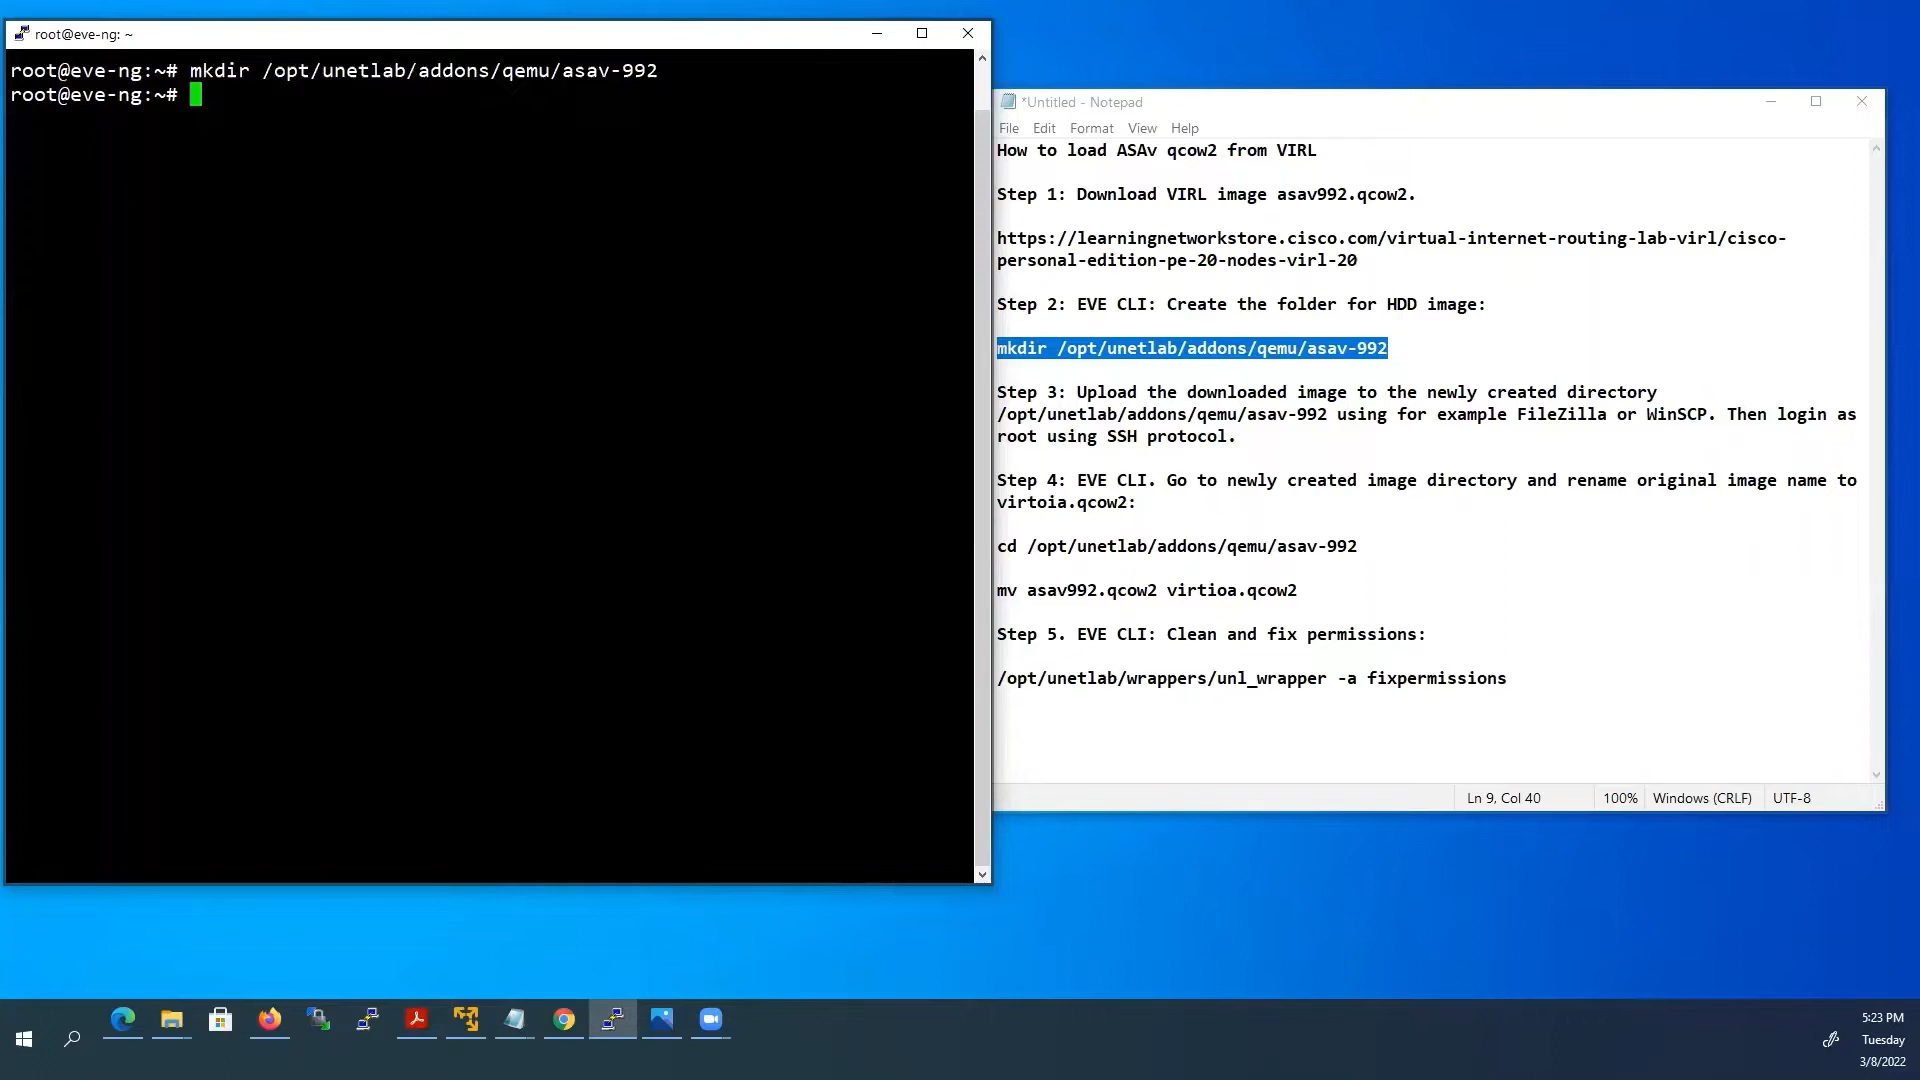 root@eve-ng: ~
root@eve-ng:~# mkdir /opt/unetlab/addons/qemu/asav-992
root@eve-ng:~#
*Untitled - Notepad
File Edit Format View Help
How to load ASAv qcow2 from VIRL
Step 1: Download VIRL image asav992.qcow2.
https://learningnetworkstore.cisco.com/virtual-internet-routing-lab-virl/cisco-
personal-edition-pe-20-nodes-virl-20
Step 2: EVE CLI: Create the folder for HDD image:
mkdir /opt/unetlab/addons/qemu/asav-992
Step 3: Upload the downloaded image to the newly created directory
/opt/unetlab/addons/qemu/asav-992 using for example FileZilla or WinSCP. Then login as
root using SSH protocol.
Step 4: EVE CLI. Go to newly created image directory and rename original image name to
virtoia.qcow2:
cd /opt/unetlab/addons/qemu/asav-992
mv asav992.qcow2 virtioa.qcow2
Step 5. EVE CLI: Clean and fix permissions:
/opt/unetlab/wrappers/unl_wrapper -a fixpermissions
Ln 9, Col 40 100% Windows (CRLF) UTF-8
5:23 PM
Tuesday
3/8/2022